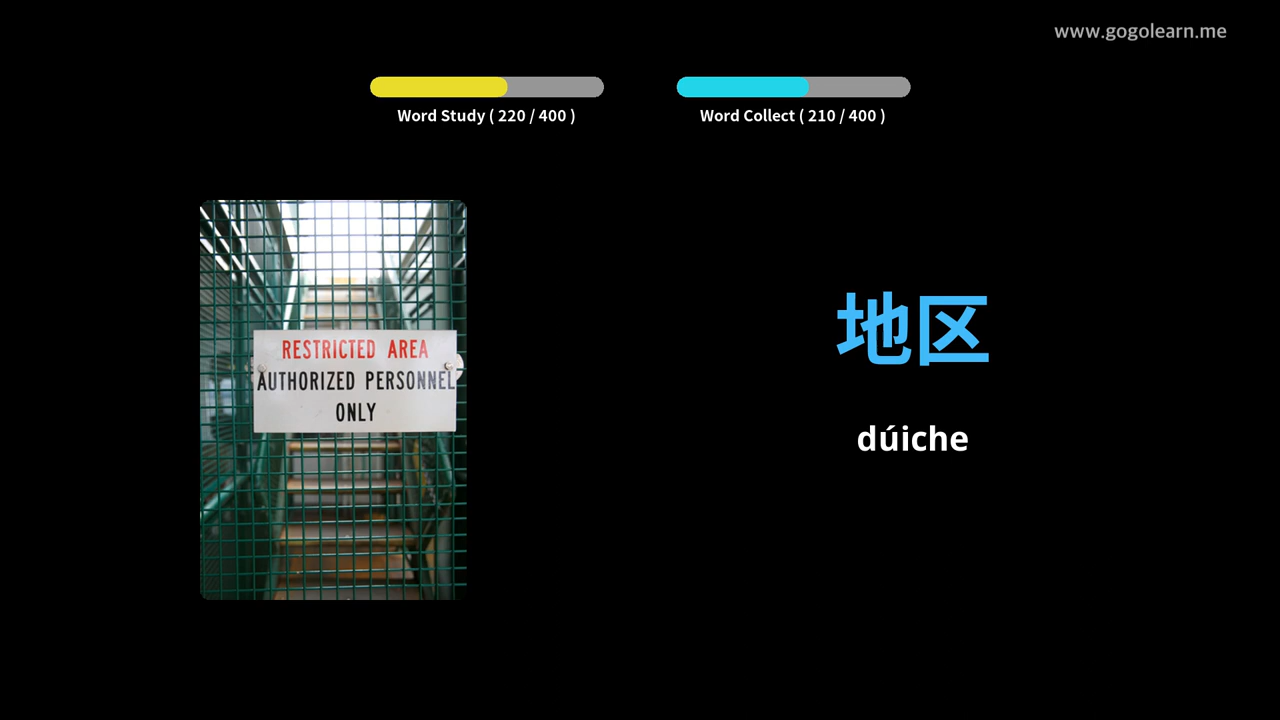 www.gogolearn.me
Word Study ( 220 / 400 )
Word Collect ( 210 / 400 )
RESTRICTED AREA
AUTHORIZED PERSONNEL
ONLY
地区
dúiche